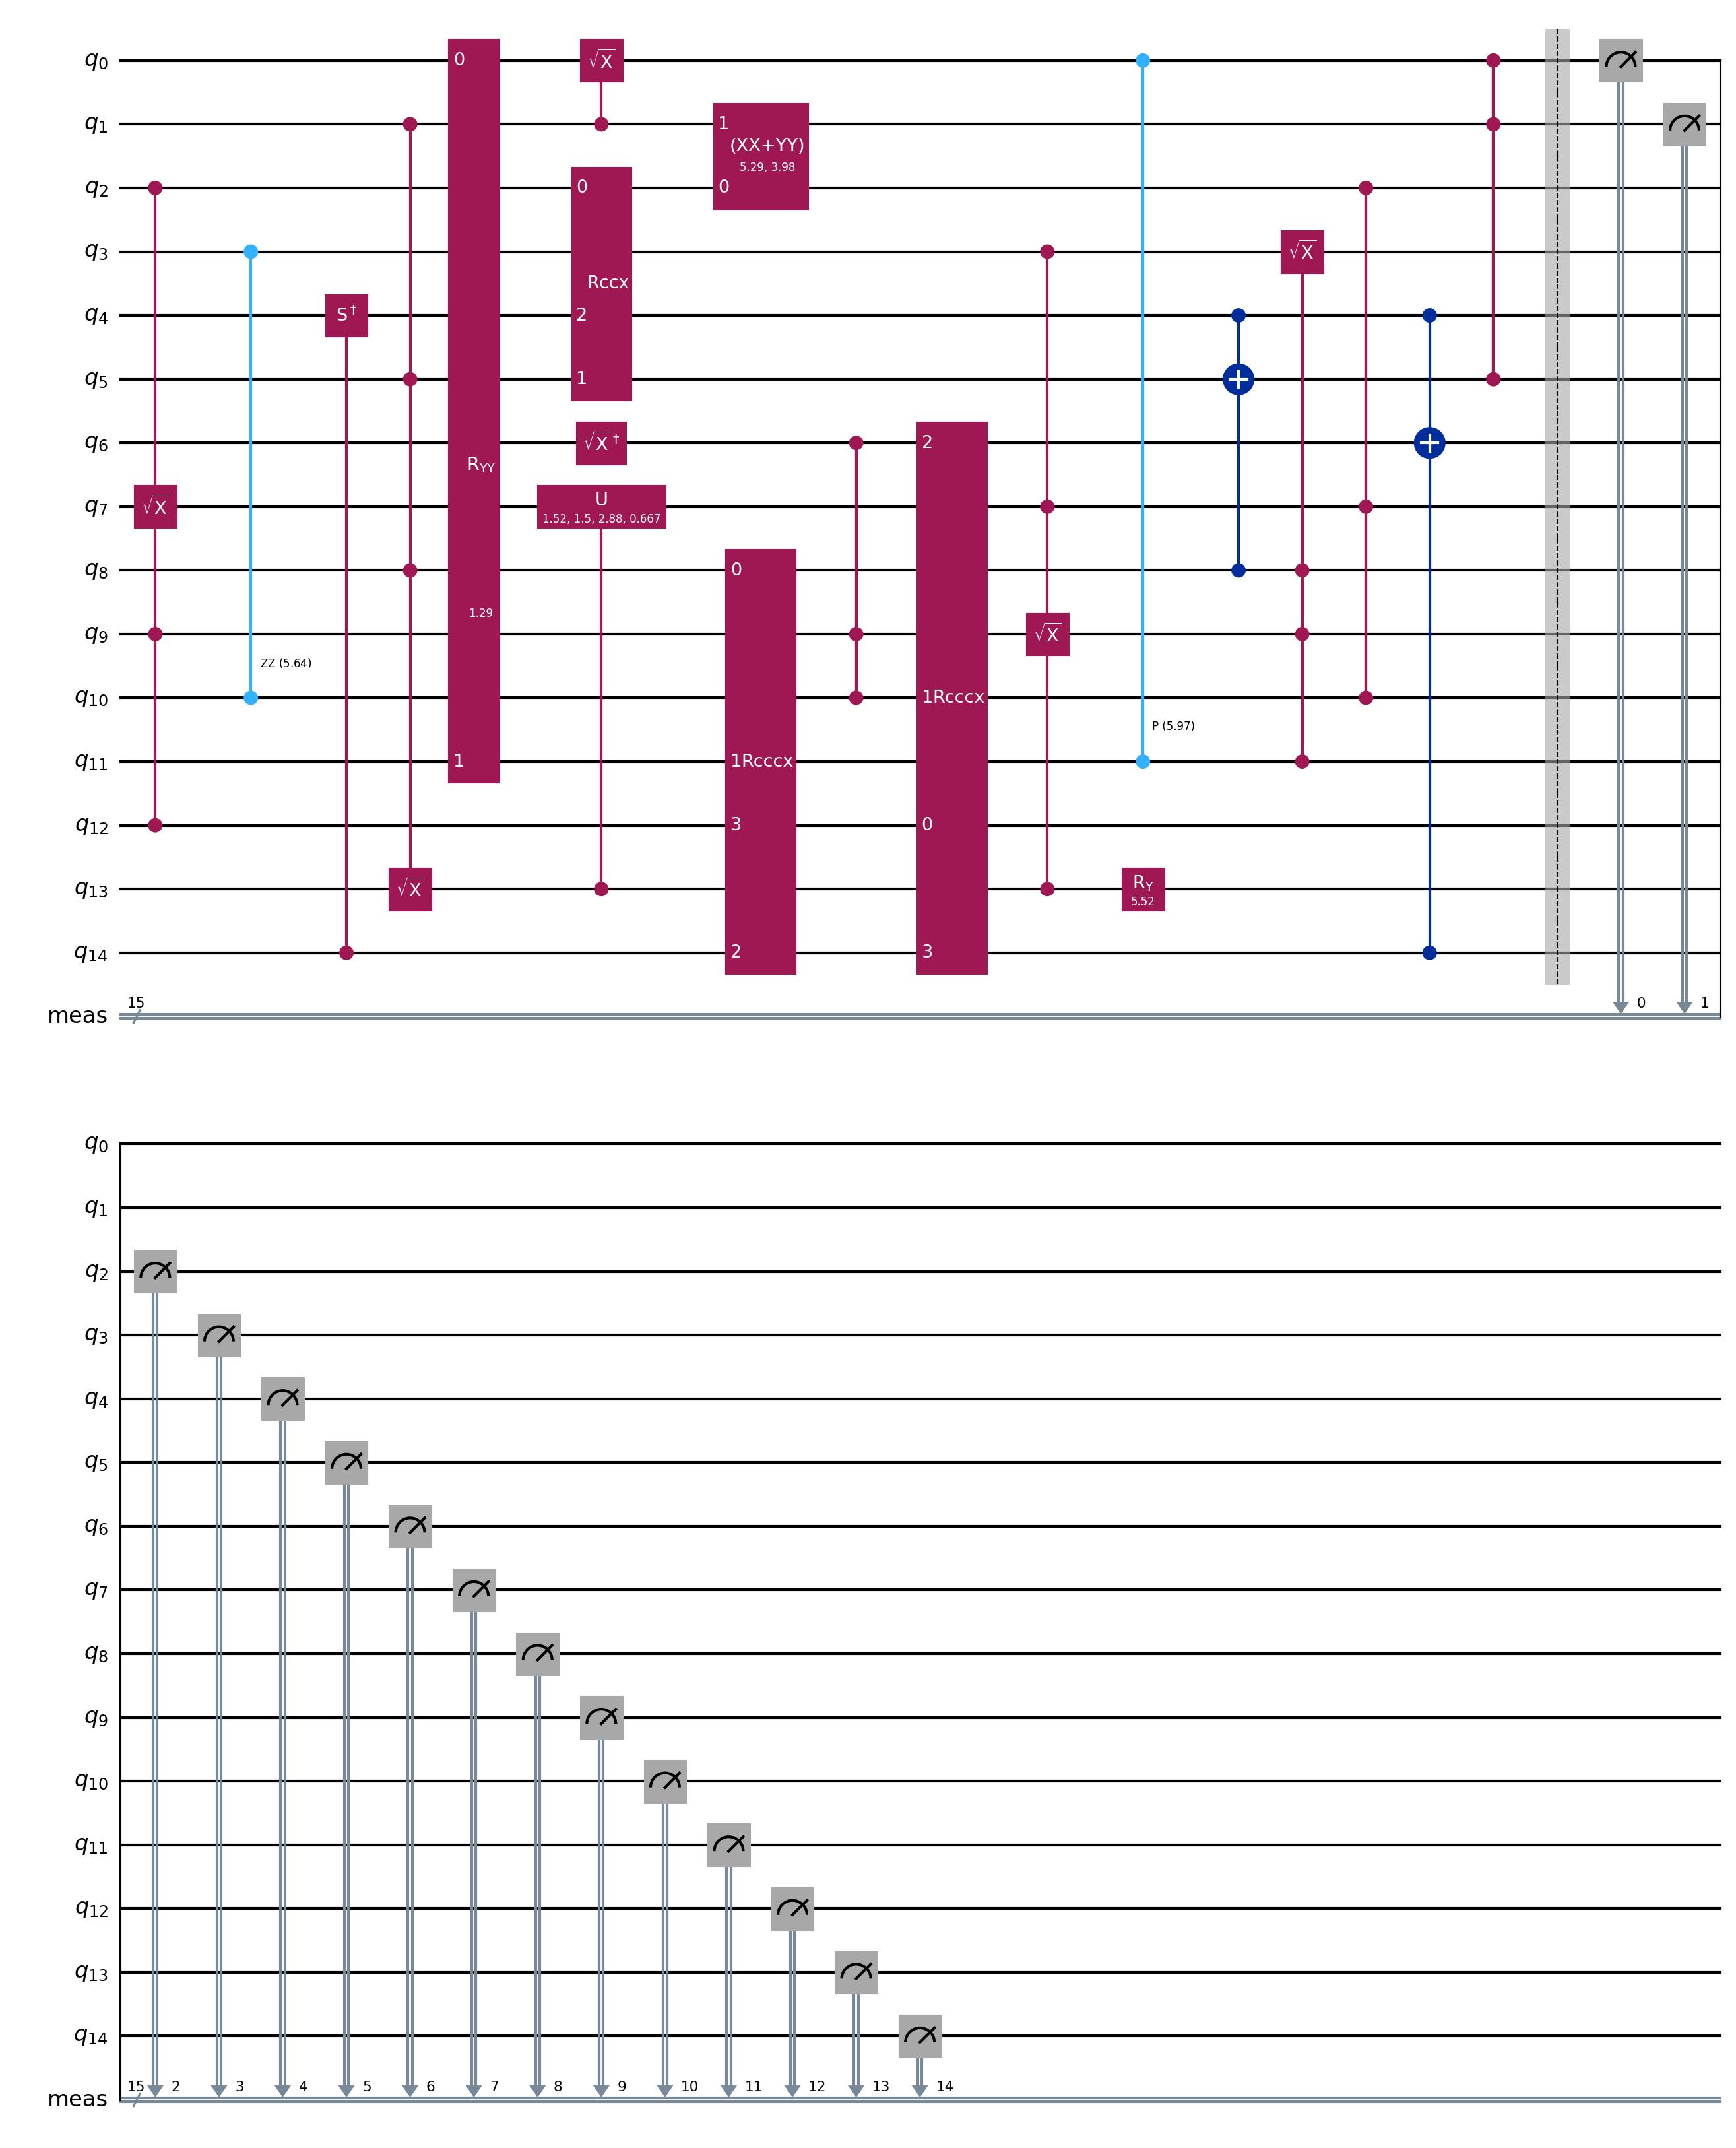 q0 0 √X
q1 1 (XX+YY) 5.29, 3.98
q2 0 0
q3 Rccx √X
q4 S† 2
q5 1
q6 RYY √X† 2
q7 √X U 1.52, 1.5, 2.88, 0.667
q8 0
q9 1.29 √X
ZZ (5.64)
q10 1Rcccx
P (5.97)
q11 1 1Rcccx
q12 3 0
q13 √X RY 5.52
q14 2 3
meas 15 0 1
q0
q1
q2
q3
q4
q5
q6
q7
q8
q9
q10
q11
q12
q13
q14
meas 15 2 3 4 5 6 7 8 9 10 11 12 13 14